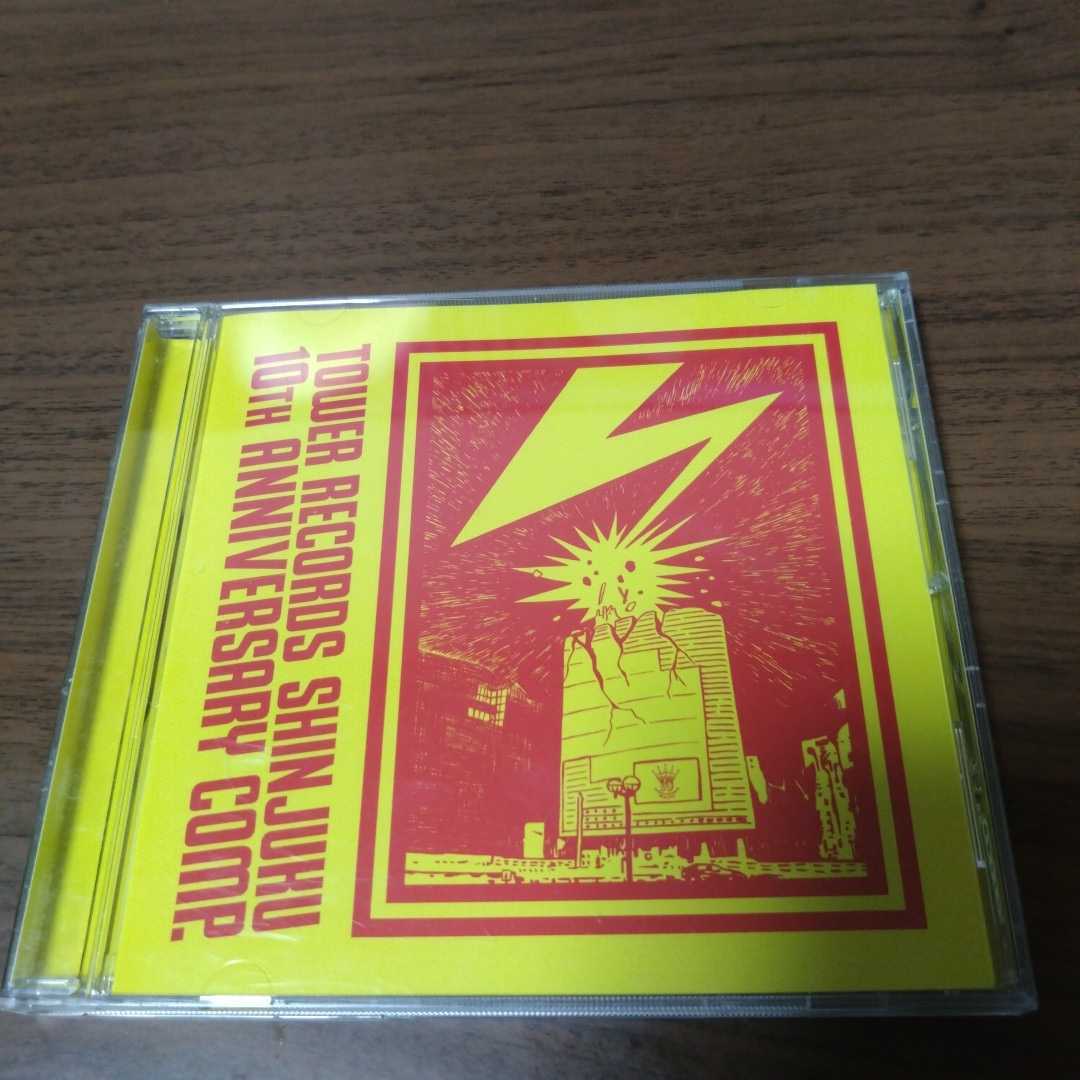 TOWER RECORDS SHINJUKU
10TH ANNIVERSARY COMP.